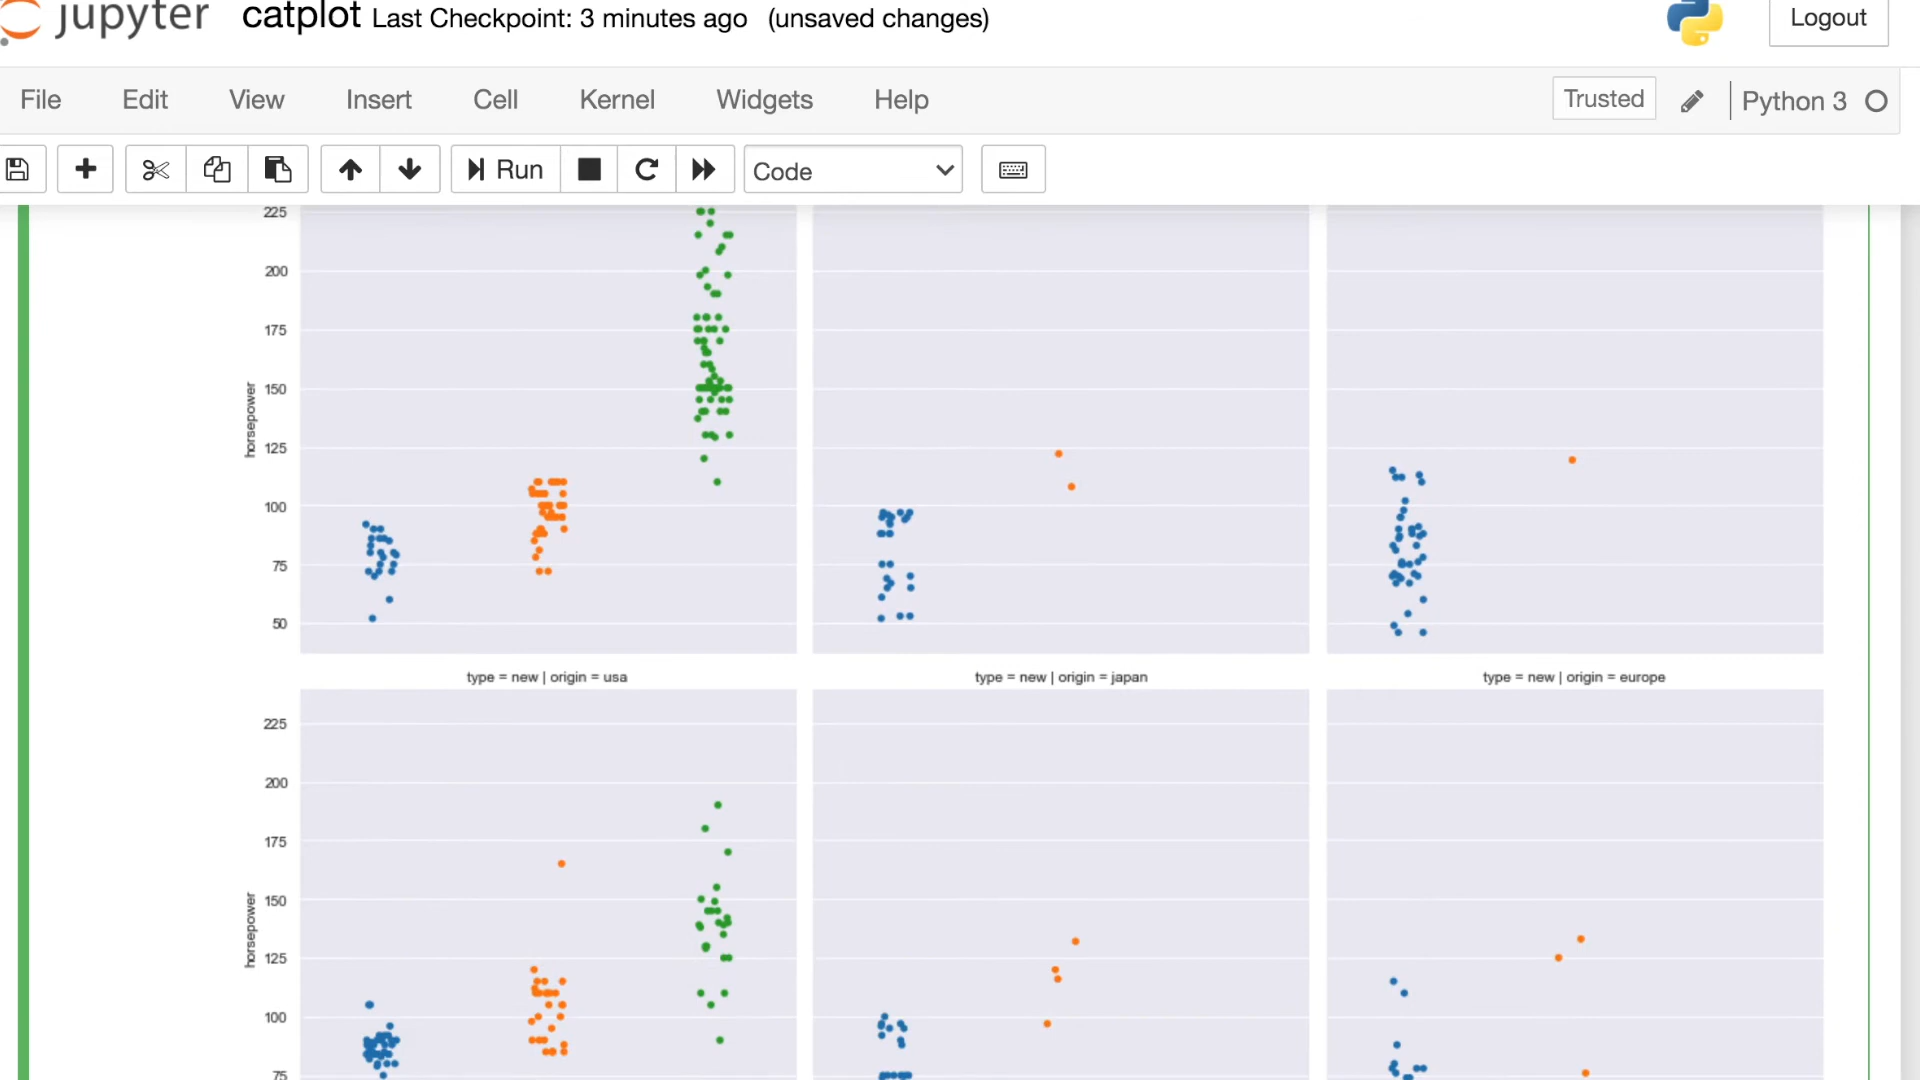 jupyter catplot Last Checkpoint: 3 minutes ago (unsaved changes) Logout
File Edit View Insert Cell Kernel Widgets Help Trusted Python 3
Run Code
225
200
175
150
125
100
75
50
horsepower
type = new | origin = usa type = new | origin = japan type = new | origin = europe
225
200
175
150
125
100
75
horsepower